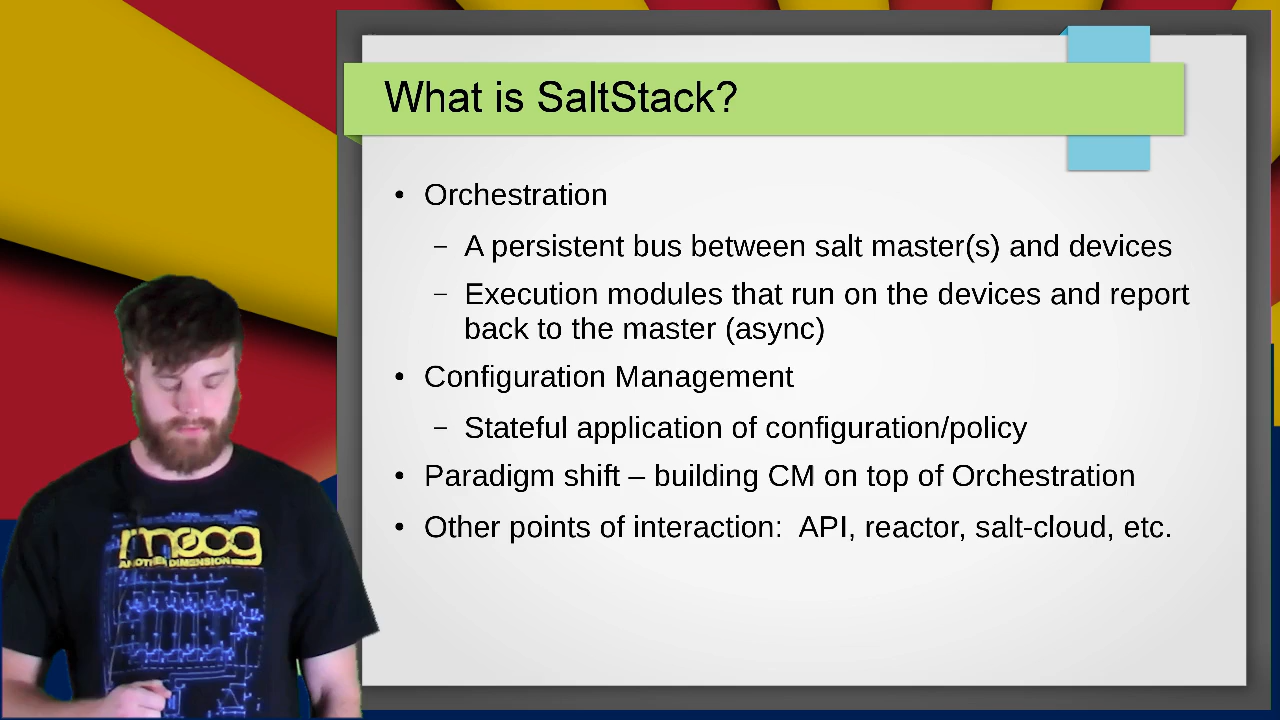 What is SaltStack?
• Orchestration
– A persistent bus between salt master(s) and devices
– Execution modules that run on the devices and report
back to the master (async)
• Configuration Management
– Stateful application of configuration/policy
• Paradigm shift – building CM on top of Orchestration
• Other points of interaction:  API, reactor, salt-cloud, etc.
moog
ANOTHER DIMENSION